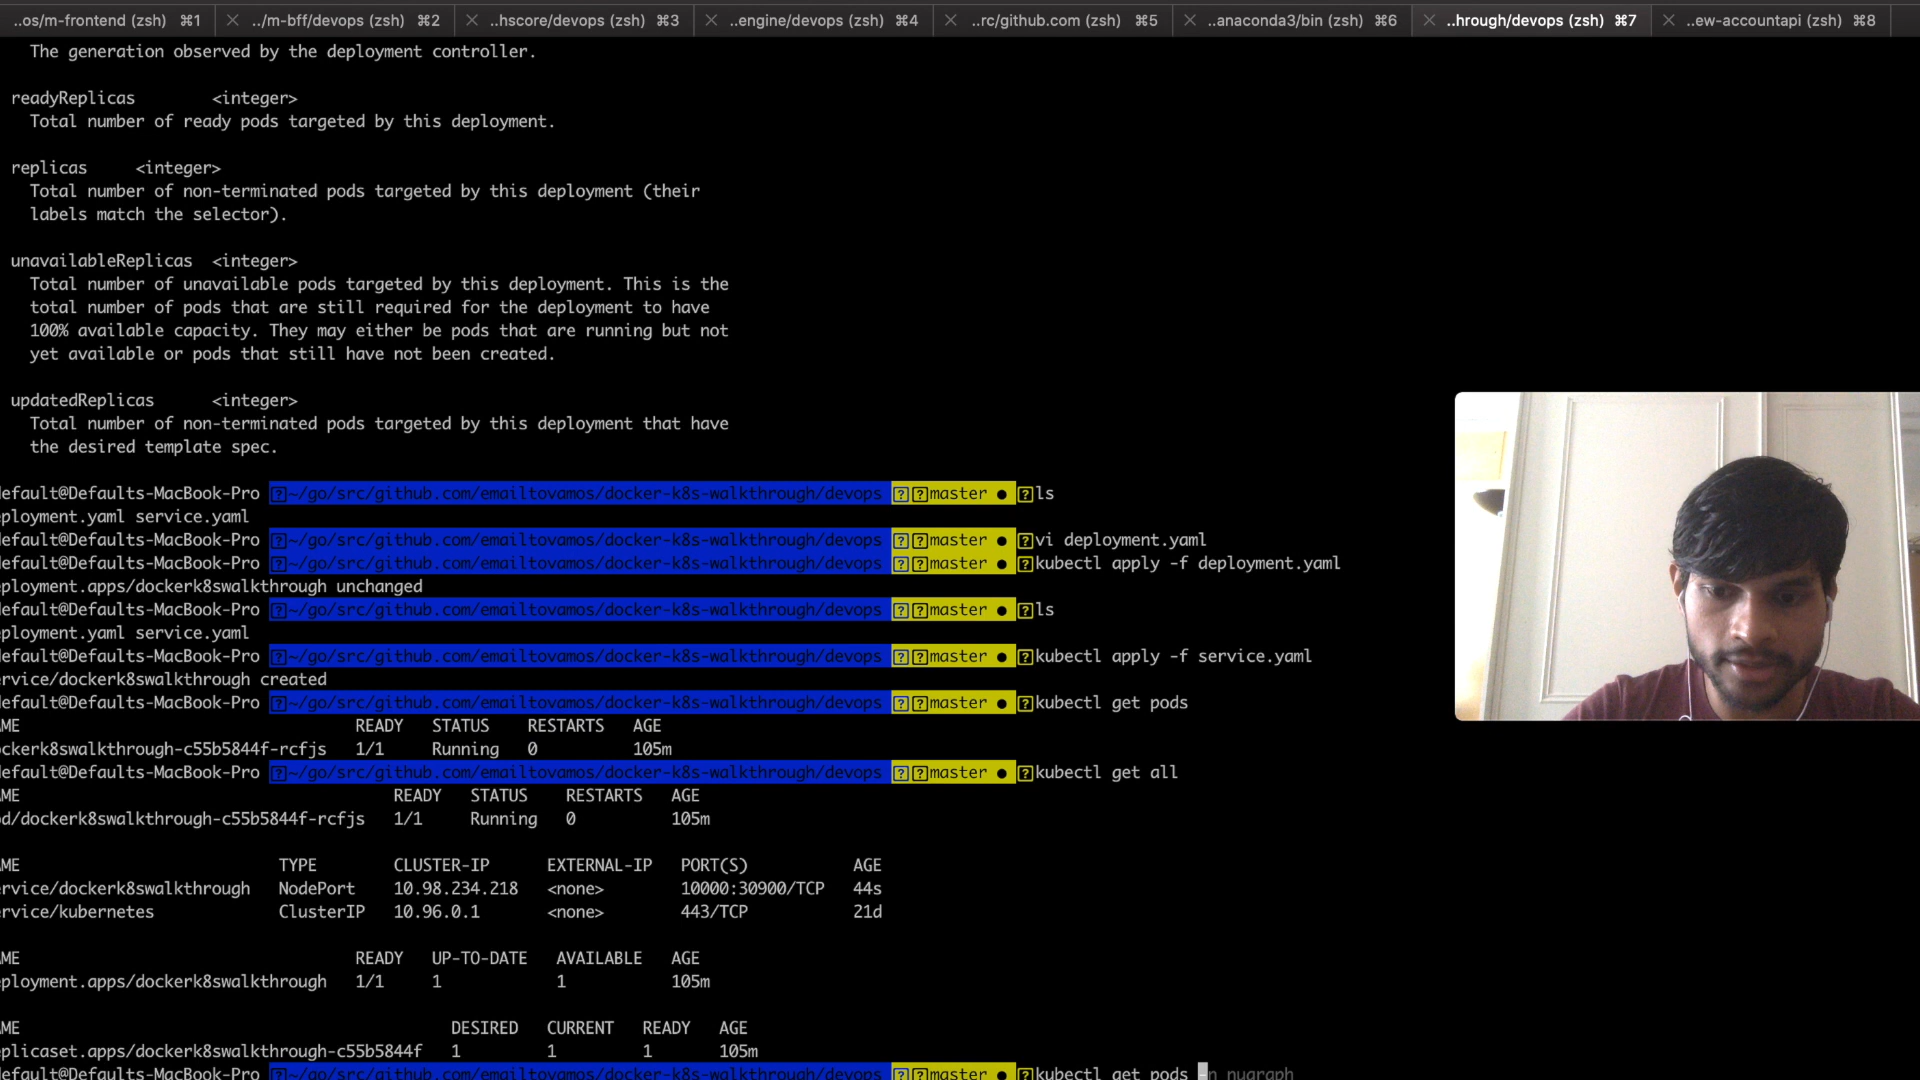 ..os/m-frontend (zsh) ⌘1 ../m-bff/devops (zsh) ⌘2 ..hscore/devops (zsh) ⌘3 ..engine/devops (zsh) ⌘4 ..rc/github.com (zsh) ⌘5 ..anaconda3/bin (zsh) ⌘6 ..hrough/devops (zsh) ⌘7 ..ew-accountapi (zsh) ⌘8
The generation observed by the deployment controller.
readyReplicas <integer>
Total number of ready pods targeted by this deployment.
replicas <integer>
Total number of non-terminated pods targeted by this deployment (their
labels match the selector).
unavailableReplicas <integer>
Total number of unavailable pods targeted by this deployment. This is the
total number of pods that are still required for the deployment to have
100% available capacity. They may either be pods that are running but not
yet available or pods that still have not been created.
updatedReplicas <integer>
Total number of non-terminated pods targeted by this deployment that have
the desired template spec.
efault@Defaults-MacBook-Pro ~/go/src/github.com/emailtovamos/docker-k8s-walkthrough/devops master ● ls
ployment.yaml service.yaml
efault@Defaults-MacBook-Pro ~/go/src/github.com/emailtovamos/docker-k8s-walkthrough/devops master ● vi deployment.yaml
efault@Defaults-MacBook-Pro ~/go/src/github.com/emailtovamos/docker-k8s-walkthrough/devops master ● kubectl apply -f deployment.yaml
ployment.apps/dockerk8swalkthrough unchanged
efault@Defaults-MacBook-Pro ~/go/src/github.com/emailtovamos/docker-k8s-walkthrough/devops master ● ls
ployment.yaml service.yaml
efault@Defaults-MacBook-Pro ~/go/src/github.com/emailtovamos/docker-k8s-walkthrough/devops master ● kubectl apply -f service.yaml
rvice/dockerk8swalkthrough created
efault@Defaults-MacBook-Pro ~/go/src/github.com/emailtovamos/docker-k8s-walkthrough/devops master ● kubectl get pods
AME READY STATUS RESTARTS AGE
ckerk8swalkthrough-c55b5844f-rcfjs 1/1 Running 0 105m
efault@Defaults-MacBook-Pro ~/go/src/github.com/emailtovamos/docker-k8s-walkthrough/devops master ● kubectl get all
AME READY STATUS RESTARTS AGE
d/dockerk8swalkthrough-c55b5844f-rcfjs 1/1 Running 0 105m
AME TYPE CLUSTER-IP EXTERNAL-IP PORT(S) AGE
rvice/dockerk8swalkthrough NodePort 10.98.234.218 <none> 10000:30900/TCP 44s
rvice/kubernetes ClusterIP 10.96.0.1 <none> 443/TCP 21d
AME READY UP-TO-DATE AVAILABLE AGE
ployment.apps/dockerk8swalkthrough 1/1 1 1 105m
AME DESIRED CURRENT READY AGE
plicaset.apps/dockerk8swalkthrough-c55b5844f 1 1 1 105m
efault@Defaults-MacBook-Pro ~/go/src/github.com/emailtovamos/docker-k8s-walkthrough/devops master ● kubectl get pods -n nugraph